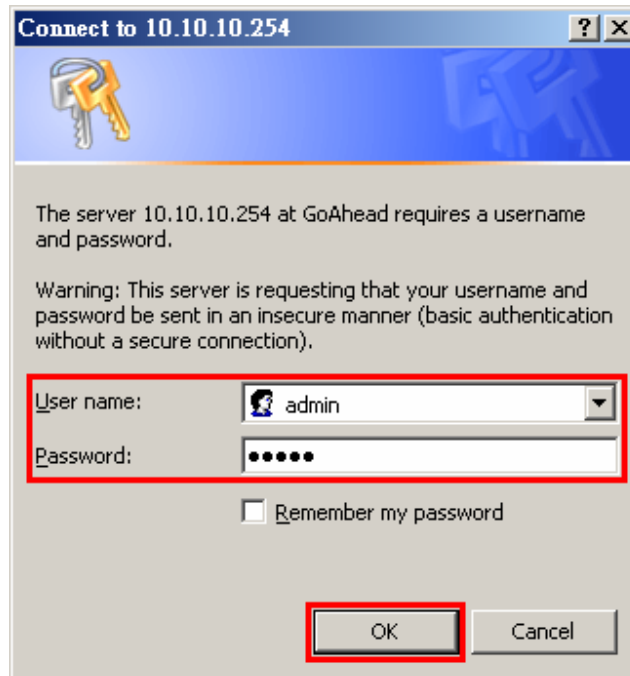 Connect to 10.10.10.254
The server 10.10.10.254 at GoAhead requires a username
and password.
Warning: This server is requesting that your username and
password be sent in an insecure manner (basic authentication
without a secure connection).
User name: admin
Password: •••••
Remember my password
OK Cancel